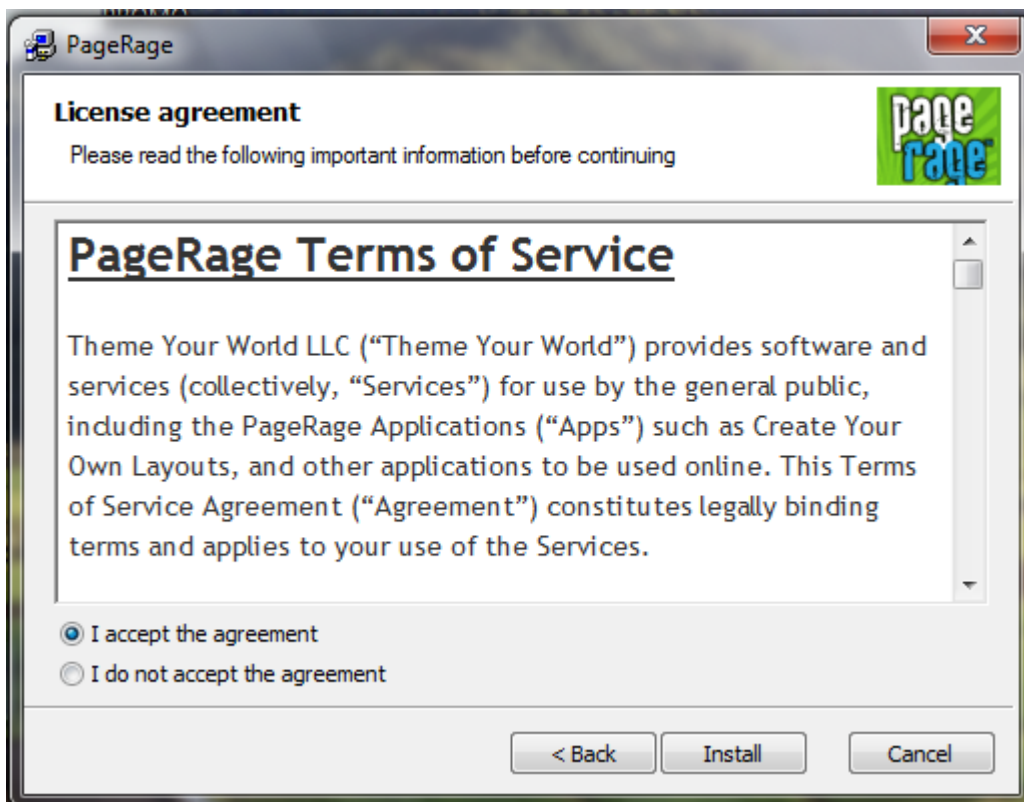 PageRage
License agreement
Please read the following important information before continuing
page
rage
PageRage Terms of Service
Theme Your World LLC (“Theme Your World”) provides software and
services (collectively, “Services”) for use by the general public,
including the PageRage Applications (“Apps”) such as Create Your
Own Layouts, and other applications to be used online. This Terms
of Service Agreement (“Agreement”) constitutes legally binding
terms and applies to your use of the Services.
I accept the agreement
I do not accept the agreement
< Back
Install
Cancel